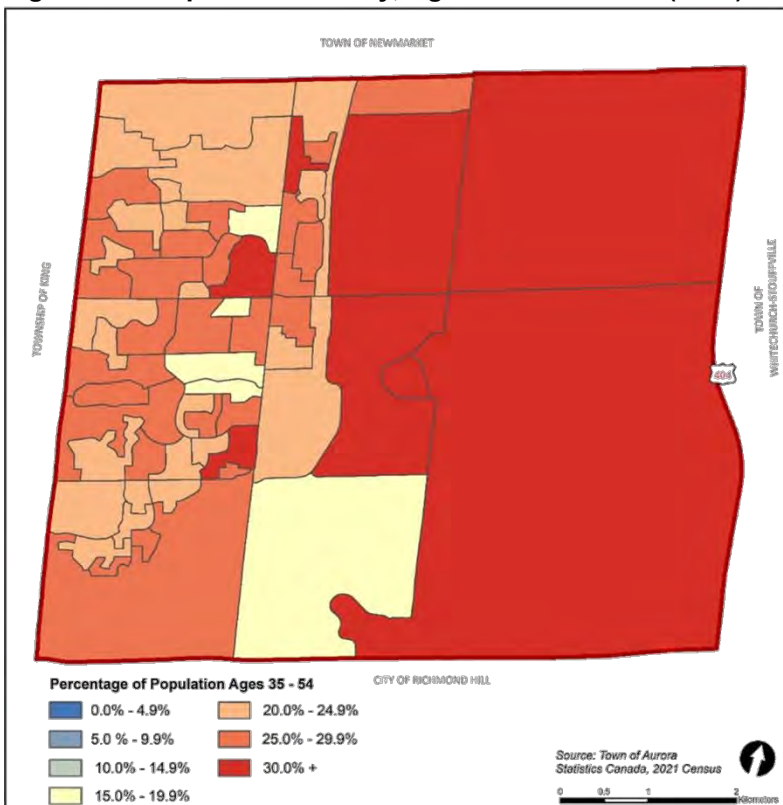 TOWN OF NEWMARKET
TOWNSHIP OF KING
TOWN OF
WHITECHURCH-STOUFFVILLE
404
CITY OF RICHMOND HILL
Percentage of Population Ages 35 - 54
0.0% - 4.9%
5.0 % - 9.9%
10.0% - 14.9%
15.0% - 19.9%
20.0% - 24.9%
25.0% - 29.9%
30.0% +
Source: Town of Aurora
Statistics Canada, 2021 Census
0 0.5 1 2
Kilometers